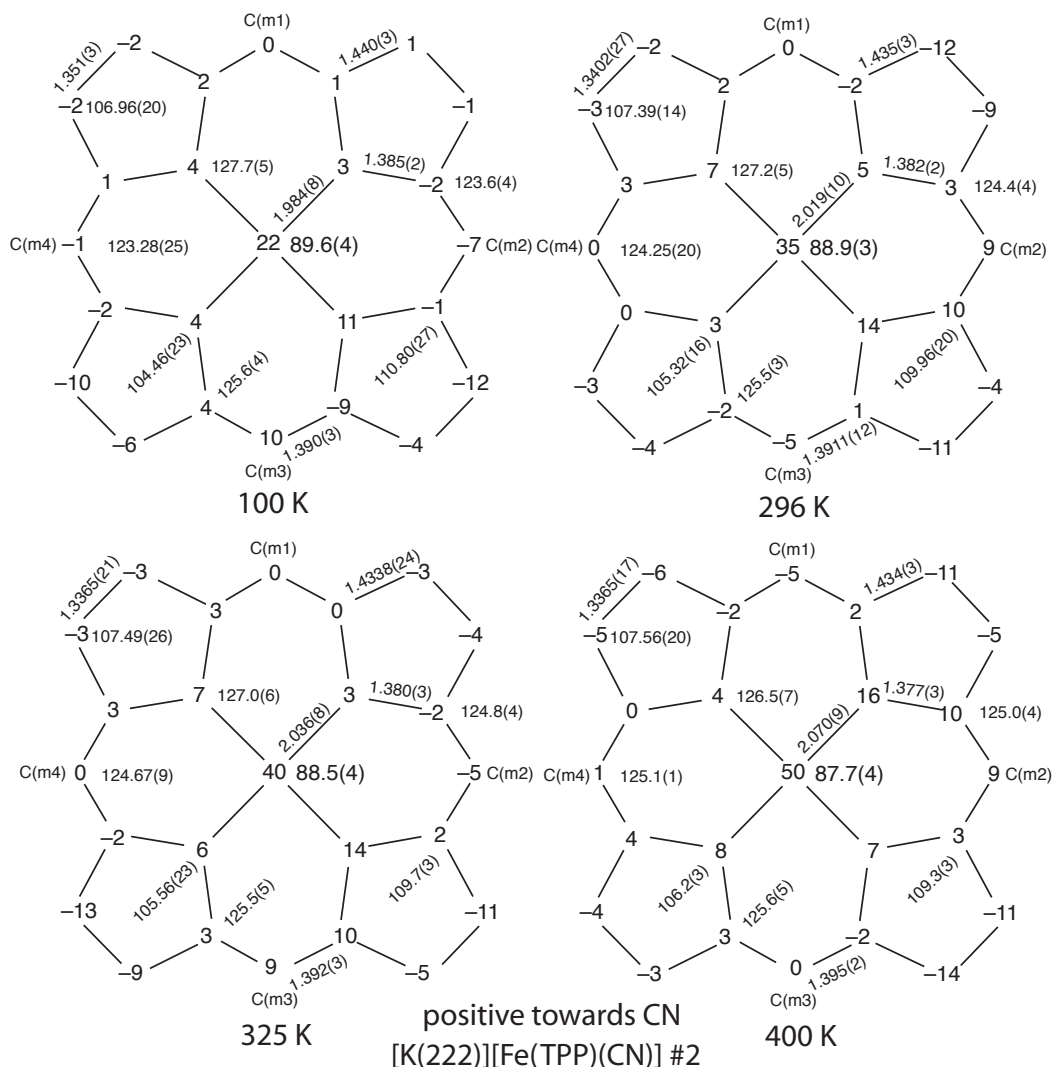 C(m1)
–2 0 1.440(3) 1
1.351(3) 2 1
–2 106.96(20) –1
4 127.7(5) 3 1.385(2)
1 –2 123.6(4)
1.984(8)
C(m4) –1 123.28(25) 22 89.6(4) –7 C(m2)
–2 4 11 –1
104.46(23) 125.6(4) 110.80(27)
–10 –12
4 –9
–6 10 1.390(3) –4
C(m3)
100 K
C(m1)
–2 0 1.435(3) –12
1.3402(27) 2 –2
–3 107.39(14) –9
7 127.2(5) 5 1.382(2)
3 3 124.4(4)
2.019(10)
C(m4) 0 124.25(20) 35 88.9(3) 9 C(m2)
0 3 14 10
105.32(16) 125.5(3) 109.96(20)
–3 –4
–2 1
–4 –5 1.3911(12) –11
C(m3)
296 K
C(m1)
–3 0 1.4338(24) –3
1.3365(21) 3 0
–3 107.49(26) –4
7 127.0(6) 3 1.380(3)
3 –2 124.8(4)
2.036(8)
C(m4) 0 124.67(9) 40 88.5(4) –5 C(m2)
–2 6 14 2
105.56(23) 125.5(5) 109.7(3)
–13 –11
3 10
–9 9 1.392(3) –5
C(m3)
325 K
C(m1)
–6 –5 1.434(3) –11
1.3365(17) –2 2
–5 107.56(20) –5
4 126.5(7) 16 1.377(3)
0 10 125.0(4)
2.070(9)
C(m4) 1 125.1(1) 50 87.7(4) 9 C(m2)
4 8 7 3
106.2(3) 125.6(5) 109.3(3)
–4 –11
3 –2
–3 0 1.395(2) –14
C(m3)
400 K
positive towards CN
[K(222)][Fe(TPP)(CN)] #2